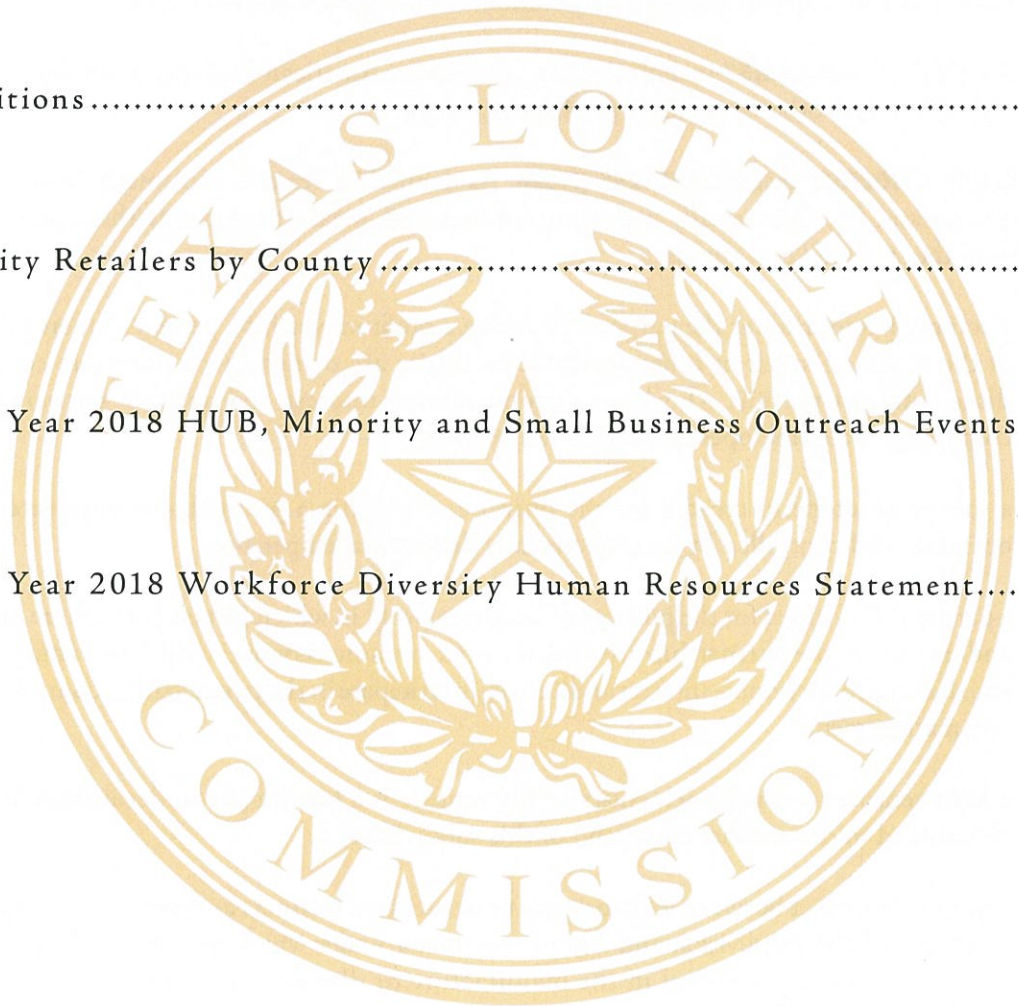 TEXAS LOTTERY
itions....................................................................................................
ity Retailers by County....................................................................
Year 2018 HUB, Minority and Small Business Outreach Events
Year 2018 Workforce Diversity Human Resources Statement....
COMMISSION